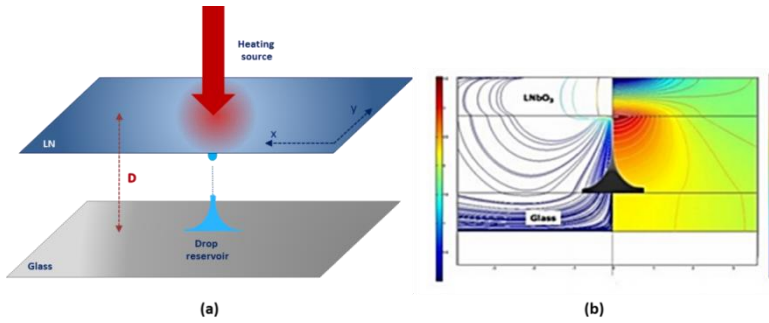 Heating
source
y
x
LN
D
Drop
reservoir
Glass
(a)
LNbO3
Glass
(b)